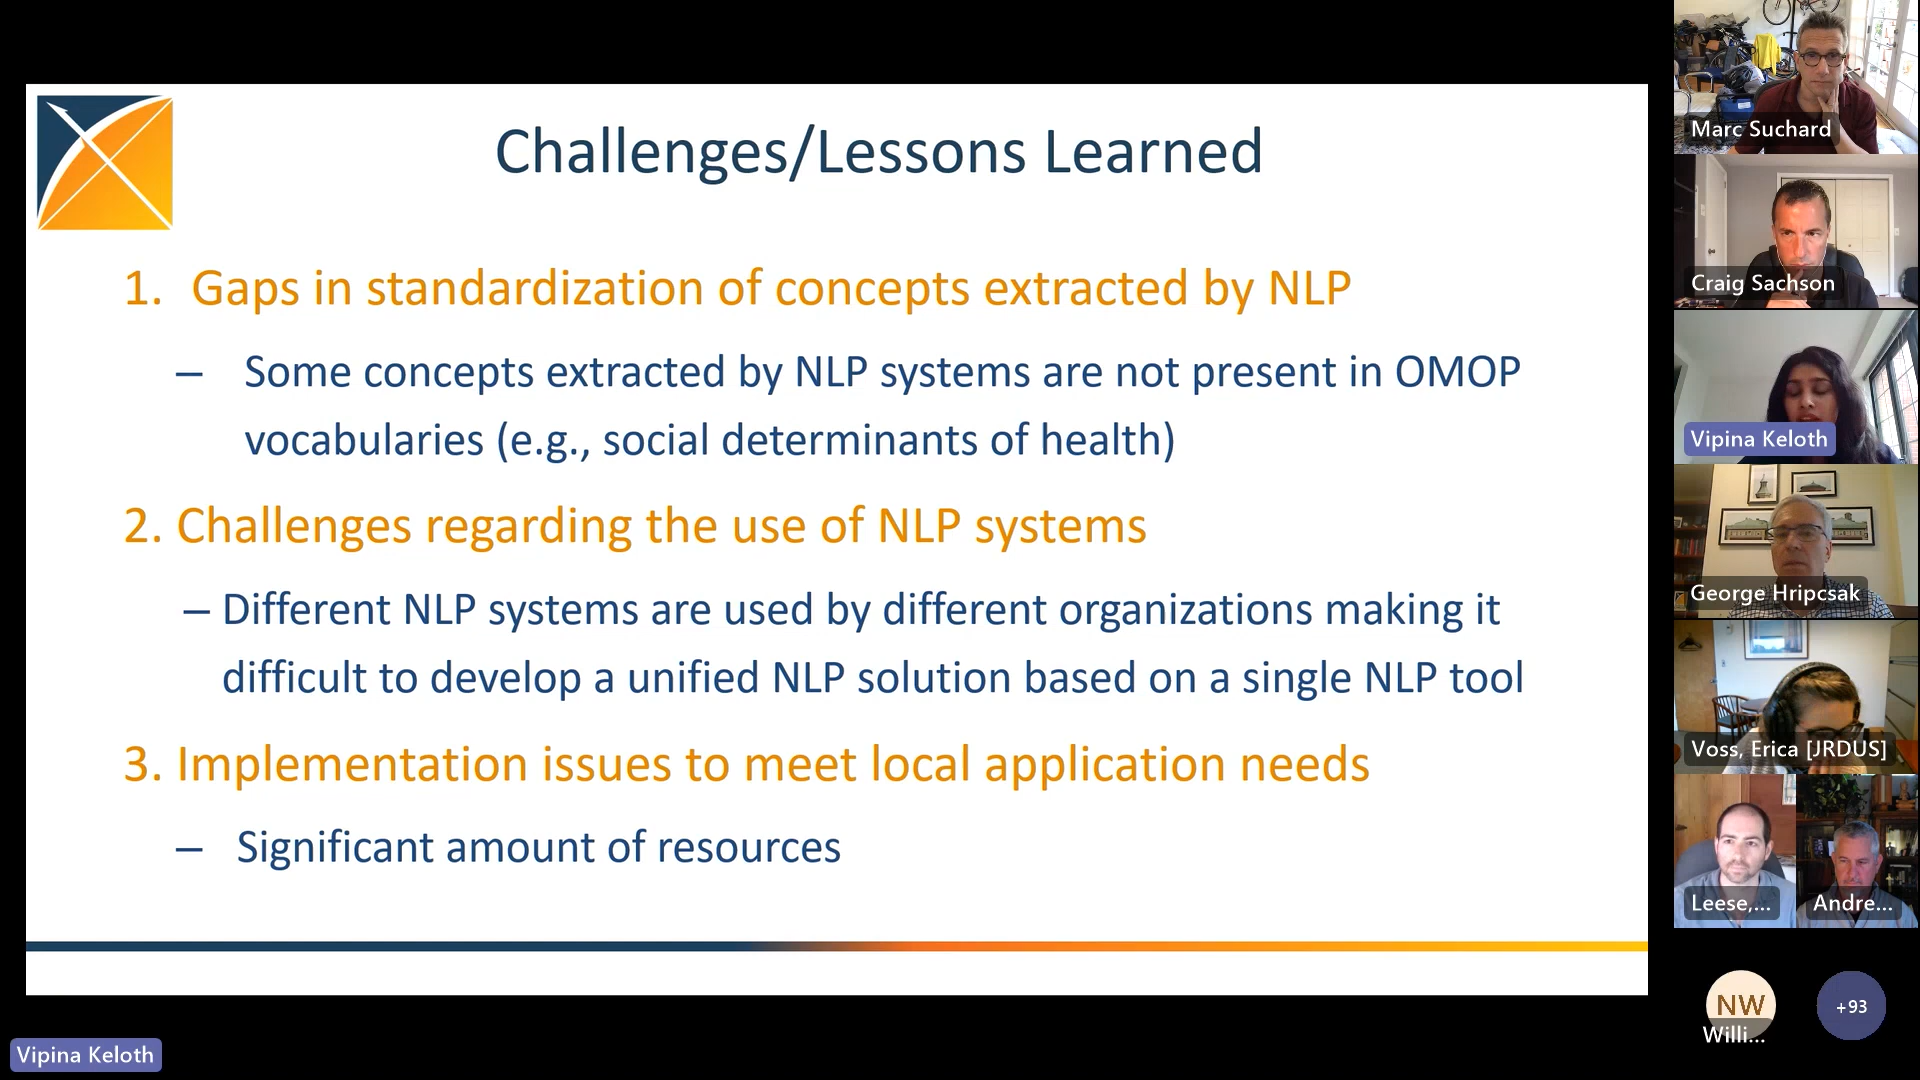 Challenges/Lessons Learned
1. Gaps in standardization of concepts extracted by NLP
– Some concepts extracted by NLP systems are not present in OMOP
vocabularies (e.g., social determinants of health)
2. Challenges regarding the use of NLP systems
– Different NLP systems are used by different organizations making it
difficult to develop a unified NLP solution based on a single NLP tool
3. Implementation issues to meet local application needs
– Significant amount of resources
Vipina Keloth
Marc Suchard
Craig Sachson
Vipina Keloth
George Hripcsak
Voss, Erica [JRDUS]
Leese,...
Andre...
NW
Willi...
+93